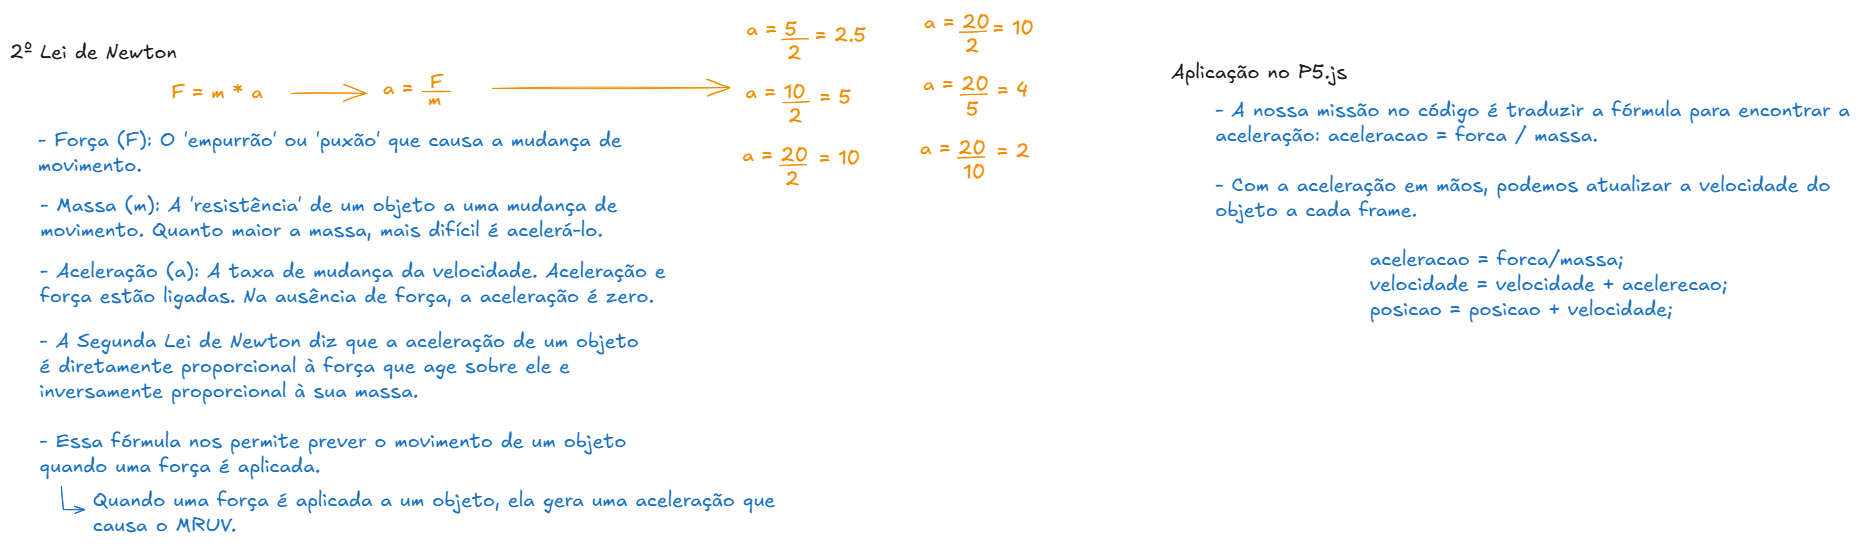 2º Lei de Newton
F = m * a
a = F
m
- Força (F): O 'empurrão' ou 'puxão' que causa a mudança de
movimento.
- Massa (m): A 'resistência' de um objeto a uma mudança de
movimento. Quanto maior a massa, mais difícil é acelerá-lo.
- Aceleração (a): A taxa de mudança da velocidade. Aceleração e
força estão ligadas. Na ausência de força, a aceleração é zero.
- A Segunda Lei de Newton diz que a aceleração de um objeto
é diretamente proporcional à força que age sobre ele e
inversamente proporcional à sua massa.
- Essa fórmula nos permite prever o movimento de um objeto
quando uma força é aplicada.
Quando uma força é aplicada a um objeto, ela gera uma aceleração que
causa o MRUV.
a = 5 = 2.5
2
a = 10 = 5
2
a = 20 = 10
2
a = 20 = 10
2
a = 20 = 4
5
a = 20 = 2
10
Aplicação no P5.js
- A nossa missão no código é traduzir a fórmula para encontrar a
aceleração: aceleracao = forca / massa.
- Com a aceleração em mãos, podemos atualizar a velocidade do
objeto a cada frame.
aceleracao = forca/massa;
velocidade = velocidade + acelerecao;
posicao = posicao + velocidade;